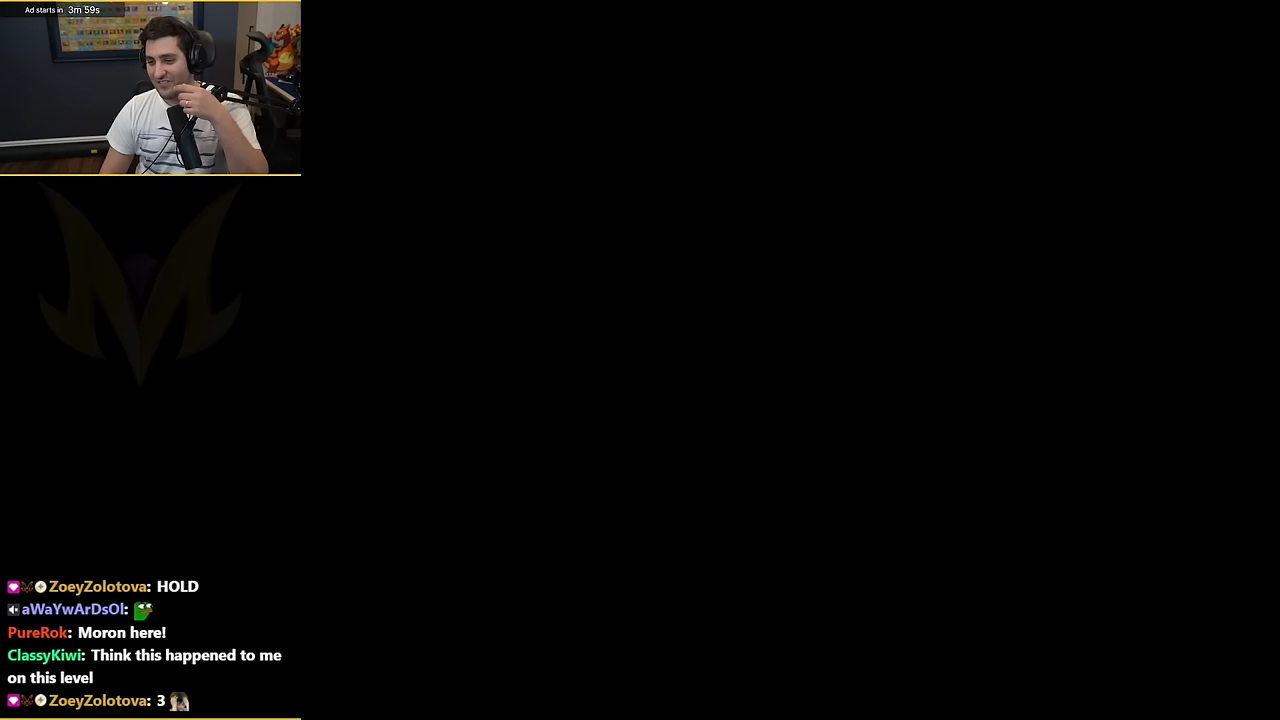 Ad starts in 3m 59s
ZoeyZolotova: HOLD
aWaYwArDsOl:
PureRok: Moron here!
ClassyKiwi: Think this happened to me
on this level
ZoeyZolotova: 3